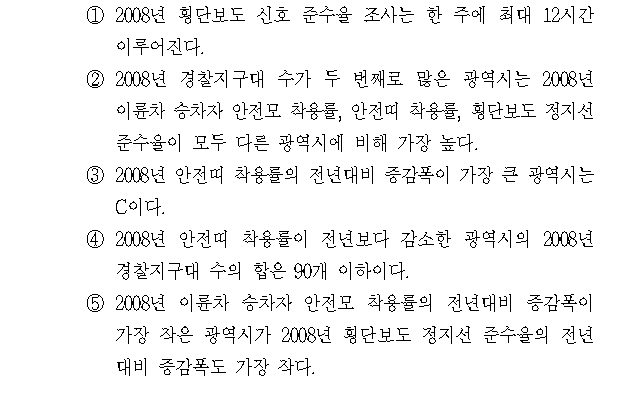 ① 2008년 횡단보도 신호 준수율 조사는 한 주에 최대 12시간
이루어진다.
② 2008년 경찰지구대 수가 두 번째로 많은 광역시는 2008년
이륜차 승차자 안전모 착용률, 안전띠 착용률, 횡단보도 정지선
준수율이 모두 다른 광역시에 비해 가장 높다.
③ 2008년 안전띠 착용률의 전년대비 증감폭이 가장 큰 광역시는
C이다.
④ 2008년 안전띠 착용률이 전년보다 감소한 광역시의 2008년
경찰지구대 수의 합은 90개 이하이다.
⑤ 2008년 이륜차 승차자 안전모 착용률의 전년대비 증감폭이
가장 작은 광역시가 2008년 횡단보도 정지선 준수율의 전년
대비 증감폭도 가장 작다.